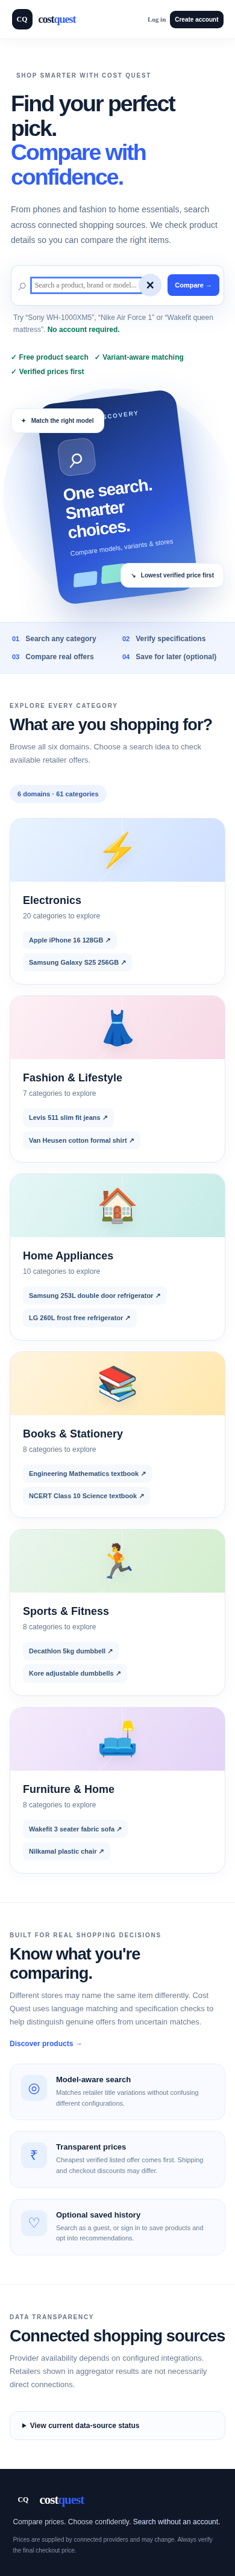 CQ costquest Log in Create account
SHOP SMARTER WITH COST QUEST
Find your perfect
pick.
Compare with
confidence.
From phones and fashion to home essentials, search
across connected shopping sources. We check product
details so you can compare the right items.
Search a product, brand or model... ✕ Compare →
Try “Sony WH-1000XM5”, “Nike Air Force 1” or “Wakefit queen
mattress”. No account required.
✓ Free product search ✓ Variant-aware matching
✓ Verified prices first
✦ Match the right model
One search.
Smarter
choices.
Compare models, variants & stores
↘ Lowest verified price first
01 Search any category
02 Verify specifications
03 Compare real offers
04 Save for later (optional)
EXPLORE EVERY CATEGORY
What are you shopping for?
Browse all six domains. Choose a search idea to check
available retailer offers.
6 domains · 61 categories
Electronics
20 categories to explore
Apple iPhone 16 128GB ↗
Samsung Galaxy S25 256GB ↗
Fashion & Lifestyle
7 categories to explore
Levis 511 slim fit jeans ↗
Van Heusen cotton formal shirt ↗
Home Appliances
10 categories to explore
Samsung 253L double door refrigerator ↗
LG 260L frost free refrigerator ↗
Books & Stationery
8 categories to explore
Engineering Mathematics textbook ↗
NCERT Class 10 Science textbook ↗
Sports & Fitness
8 categories to explore
Decathlon 5kg dumbbell ↗
Kore adjustable dumbbells ↗
Furniture & Home
8 categories to explore
Wakefit 3 seater fabric sofa ↗
Nilkamal plastic chair ↗
BUILT FOR REAL SHOPPING DECISIONS
Know what you're
comparing.
Different stores may name the same item differently. Cost
Quest uses language matching and specification checks to
help distinguish genuine offers from uncertain matches.
Discover products →
Model-aware search
Matches retailer title variations without confusing
different configurations.
₹
Transparent prices
Cheapest verified listed offer comes first. Shipping
and checkout discounts may differ.
Optional saved history
Search as a guest, or sign in to save products and
opt into recommendations.
DATA TRANSPARENCY
Connected shopping sources
Provider availability depends on configured integrations.
Retailers shown in aggregator results are not necessarily
direct connections.
▶ View current data-source status
CQ costquest
Compare prices. Choose confidently. Search without an account.
Prices are supplied by connected providers and may change. Always verify
the final checkout price.